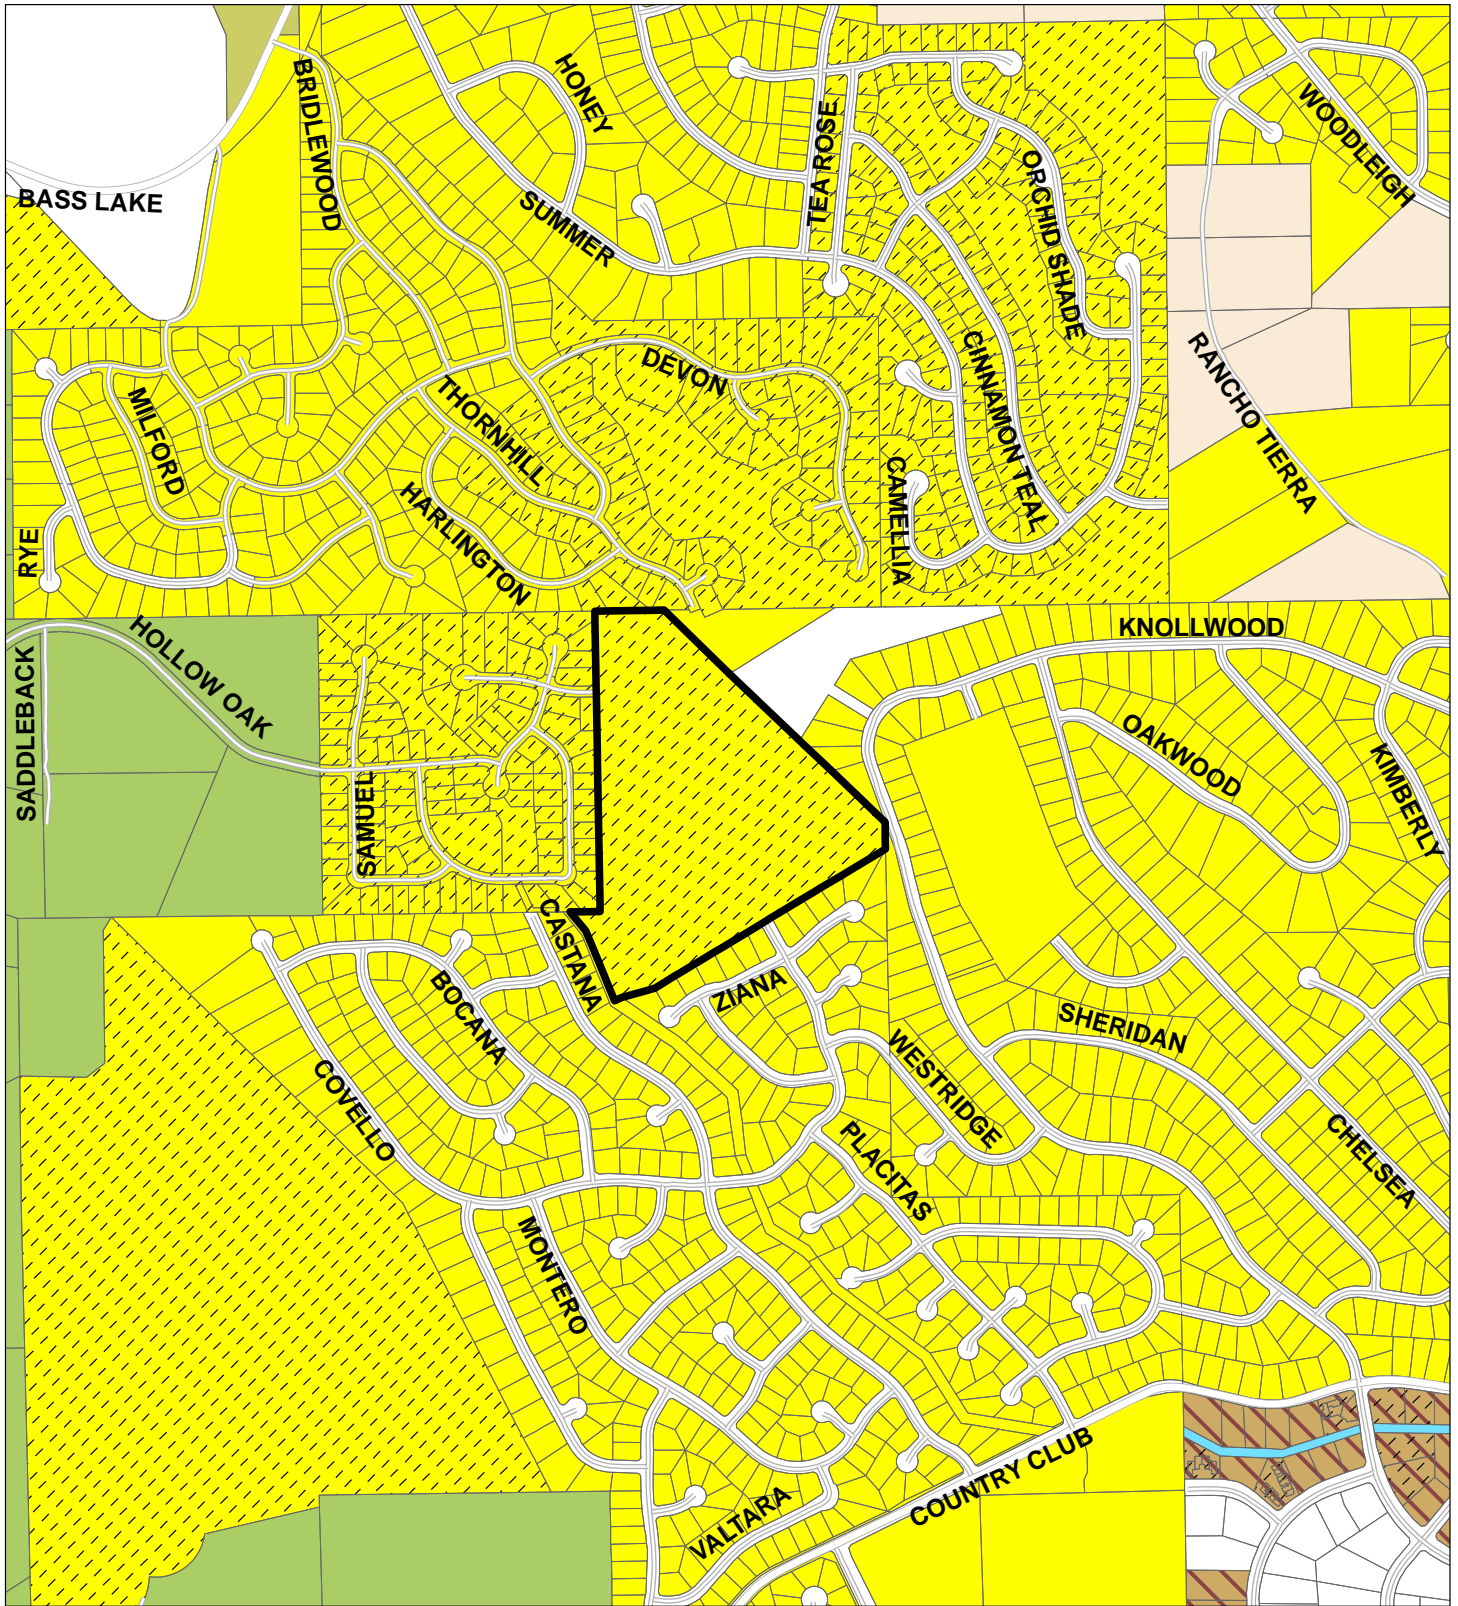 HONEY
BRIDLEWOOD
WOODLEIGH
TEA ROSE
ORCHID SHADE
BASS LAKE
SUMMER
DEVON
CINNAMON TEAL
RANCHO TIERRA
MILFORD
THORNHILL
CAMELLIA
HARLINGTON
RYE
KNOLLWOOD
HOLLOW OAK
SADDLEBACK
OAKWOOD
KIMBERLY
SAMUEL
CASTANA
ZIANA
BOCANA
SHERIDAN
WESTRIDGE
COVELLO
PLACITAS
CHELSEA
MONTERO
COUNTRY CLUB
VALTARA